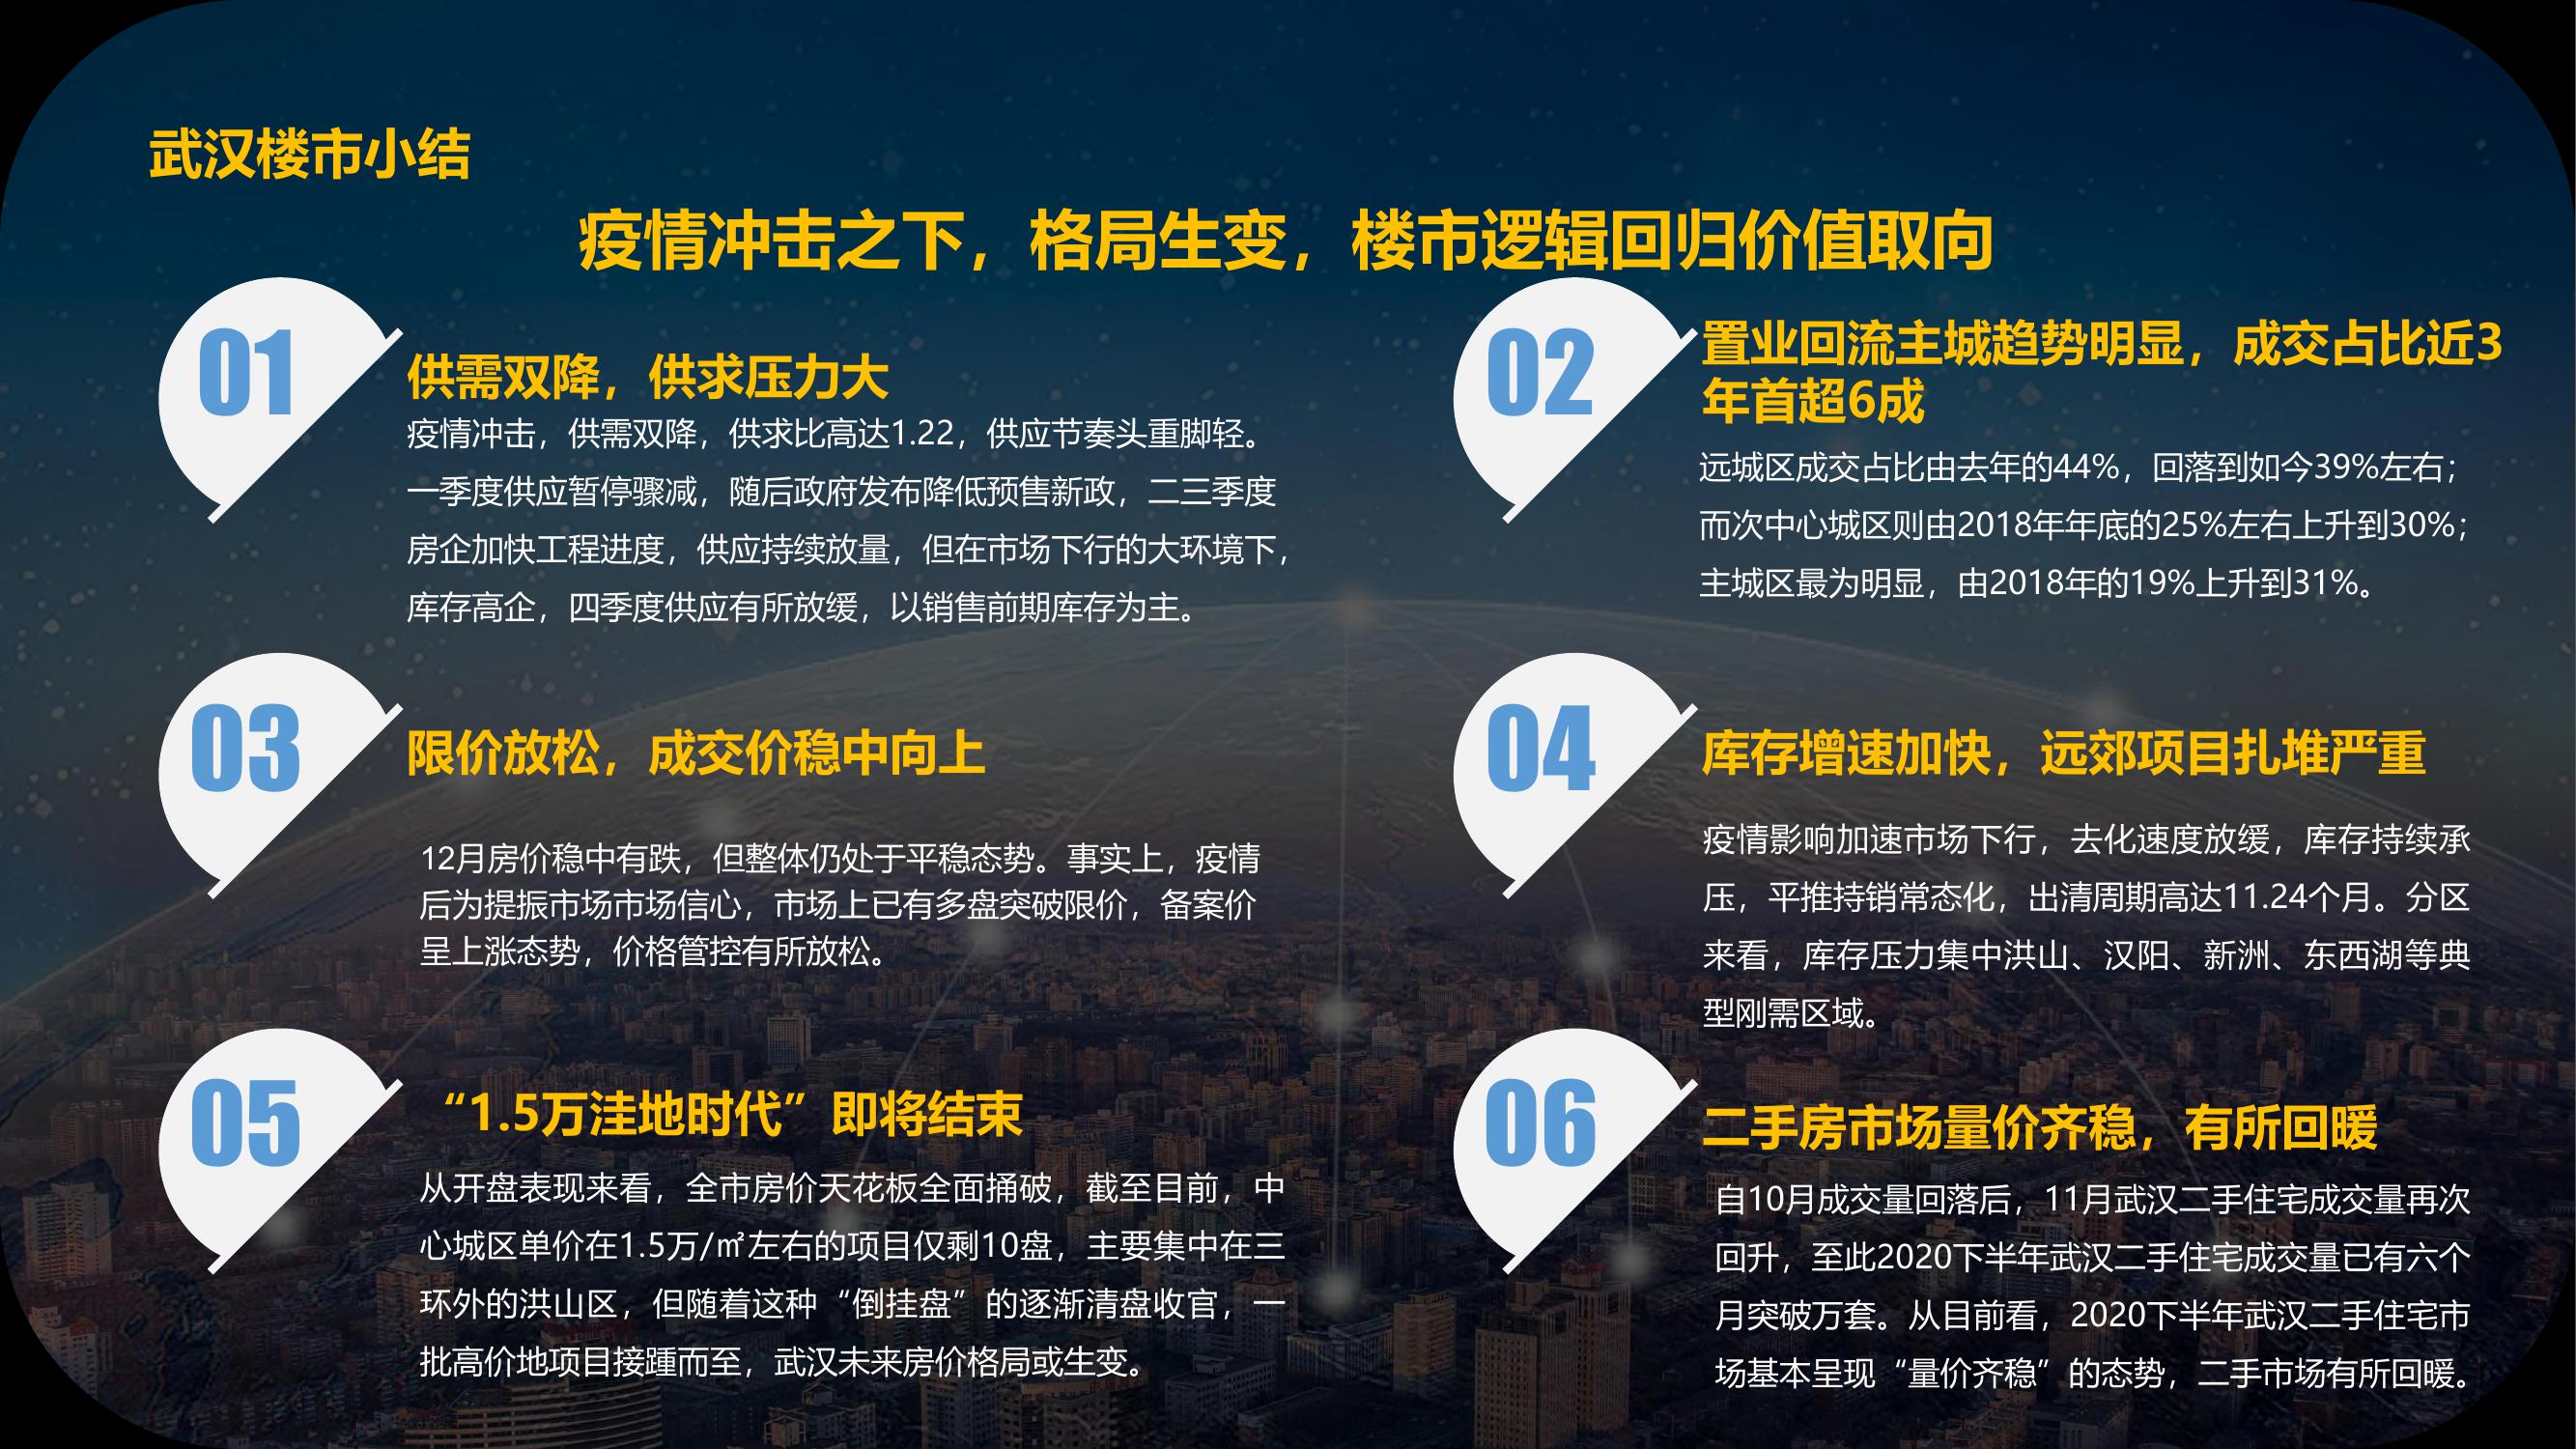 武汉楼市小结
疫情冲击之下，格局生变，楼市逻辑回归价值取向
01
供需双降，供求压力大
疫情冲击，供需双降，供求比高达1.22，供应节奏头重脚轻。
一季度供应暂停骤减，随后政府发布降低预售新政，二三季度
房企加快工程进度，供应持续放量，但在市场下行的大环境下，
库存高企，四季度供应有所放缓，以销售前期库存为主。
02
置业回流主城趋势明显，成交占比近3
年首超6成
远城区成交占比由去年的44%，回落到如今39%左右；
而次中心城区则由2018年年底的25%左右上升到30%；
主城区最为明显，由2018年的19%上升到31%。
03
限价放松，成交价稳中向上
12月房价稳中有跌，但整体仍处于平稳态势。事实上，疫情
后为提振市场市场信心，市场上已有多盘突破限价，备案价
呈上涨态势，价格管控有所放松。
04
库存增速加快，远郊项目扎堆严重
疫情影响加速市场下行，去化速度放缓，库存持续承
压，平推持销常态化，出清周期高达11.24个月。分区
来看，库存压力集中洪山、汉阳、新洲、东西湖等典
型刚需区域。
05
“1.5万洼地时代”即将结束
从开盘表现来看，全市房价天花板全面捅破，截至目前，中
心城区单价在1.5万/㎡左右的项目仅剩10盘，主要集中在三
环外的洪山区，但随着这种“倒挂盘”的逐渐清盘收官，一
批高价地项目接踵而至，武汉未来房价格局或生变。
06
二手房市场量价齐稳，有所回暖
自10月成交量回落后，11月武汉二手住宅成交量再次
回升，至此2020下半年武汉二手住宅成交量已有六个
月突破万套。从目前看，2020下半年武汉二手住宅市
场基本呈现“量价齐稳”的态势，二手市场有所回暖。